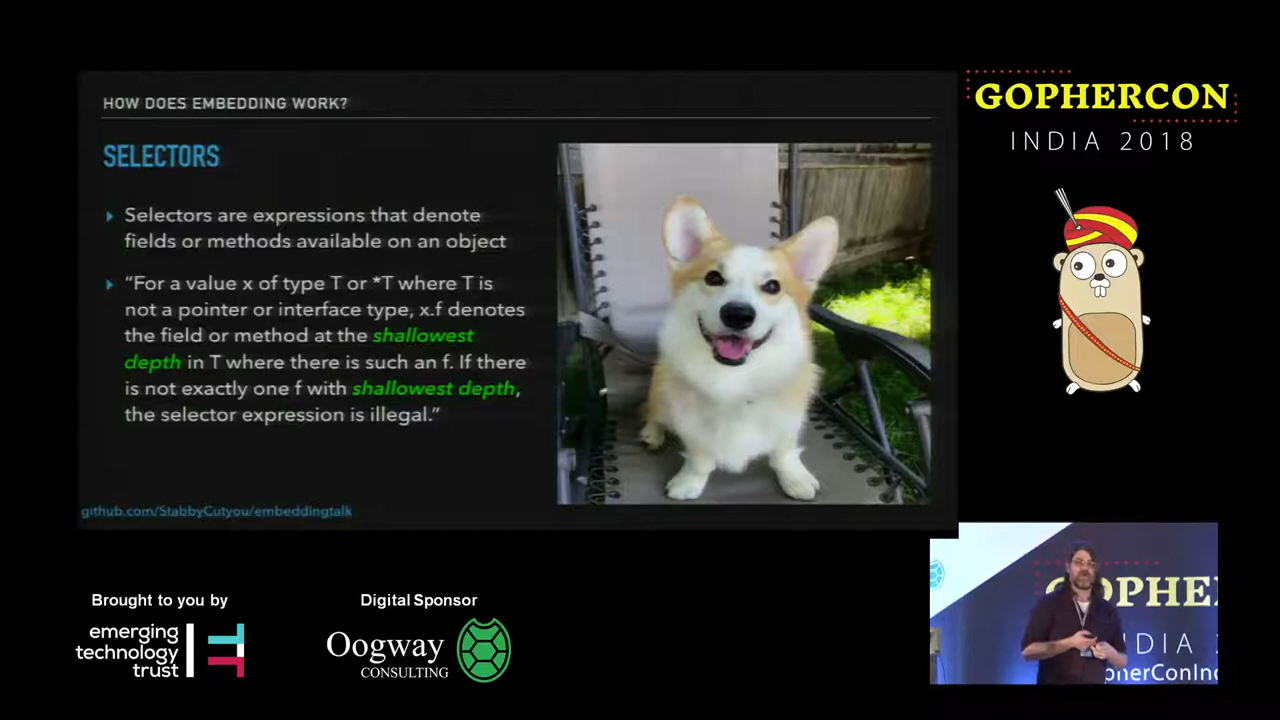 HOW DOES EMBEDDING WORK?
SELECTORS
Selectors are expressions that denote
fields or methods available on an object
“For a value x of type T or *T where T is
not a pointer or interface type, x.f denotes
the field or method at the shallowest
depth in T where there is such an f. If there
is not exactly one f with shallowest depth,
the selector expression is illegal.”
github.com/StabbyCutyou/embeddingtalk
GOPHERCON
INDIA 2018
Brought to you by
emerging
technology
trust
Digital Sponsor
Oogway
CONSULTING
GOPHE
DIA 2
pherConInd